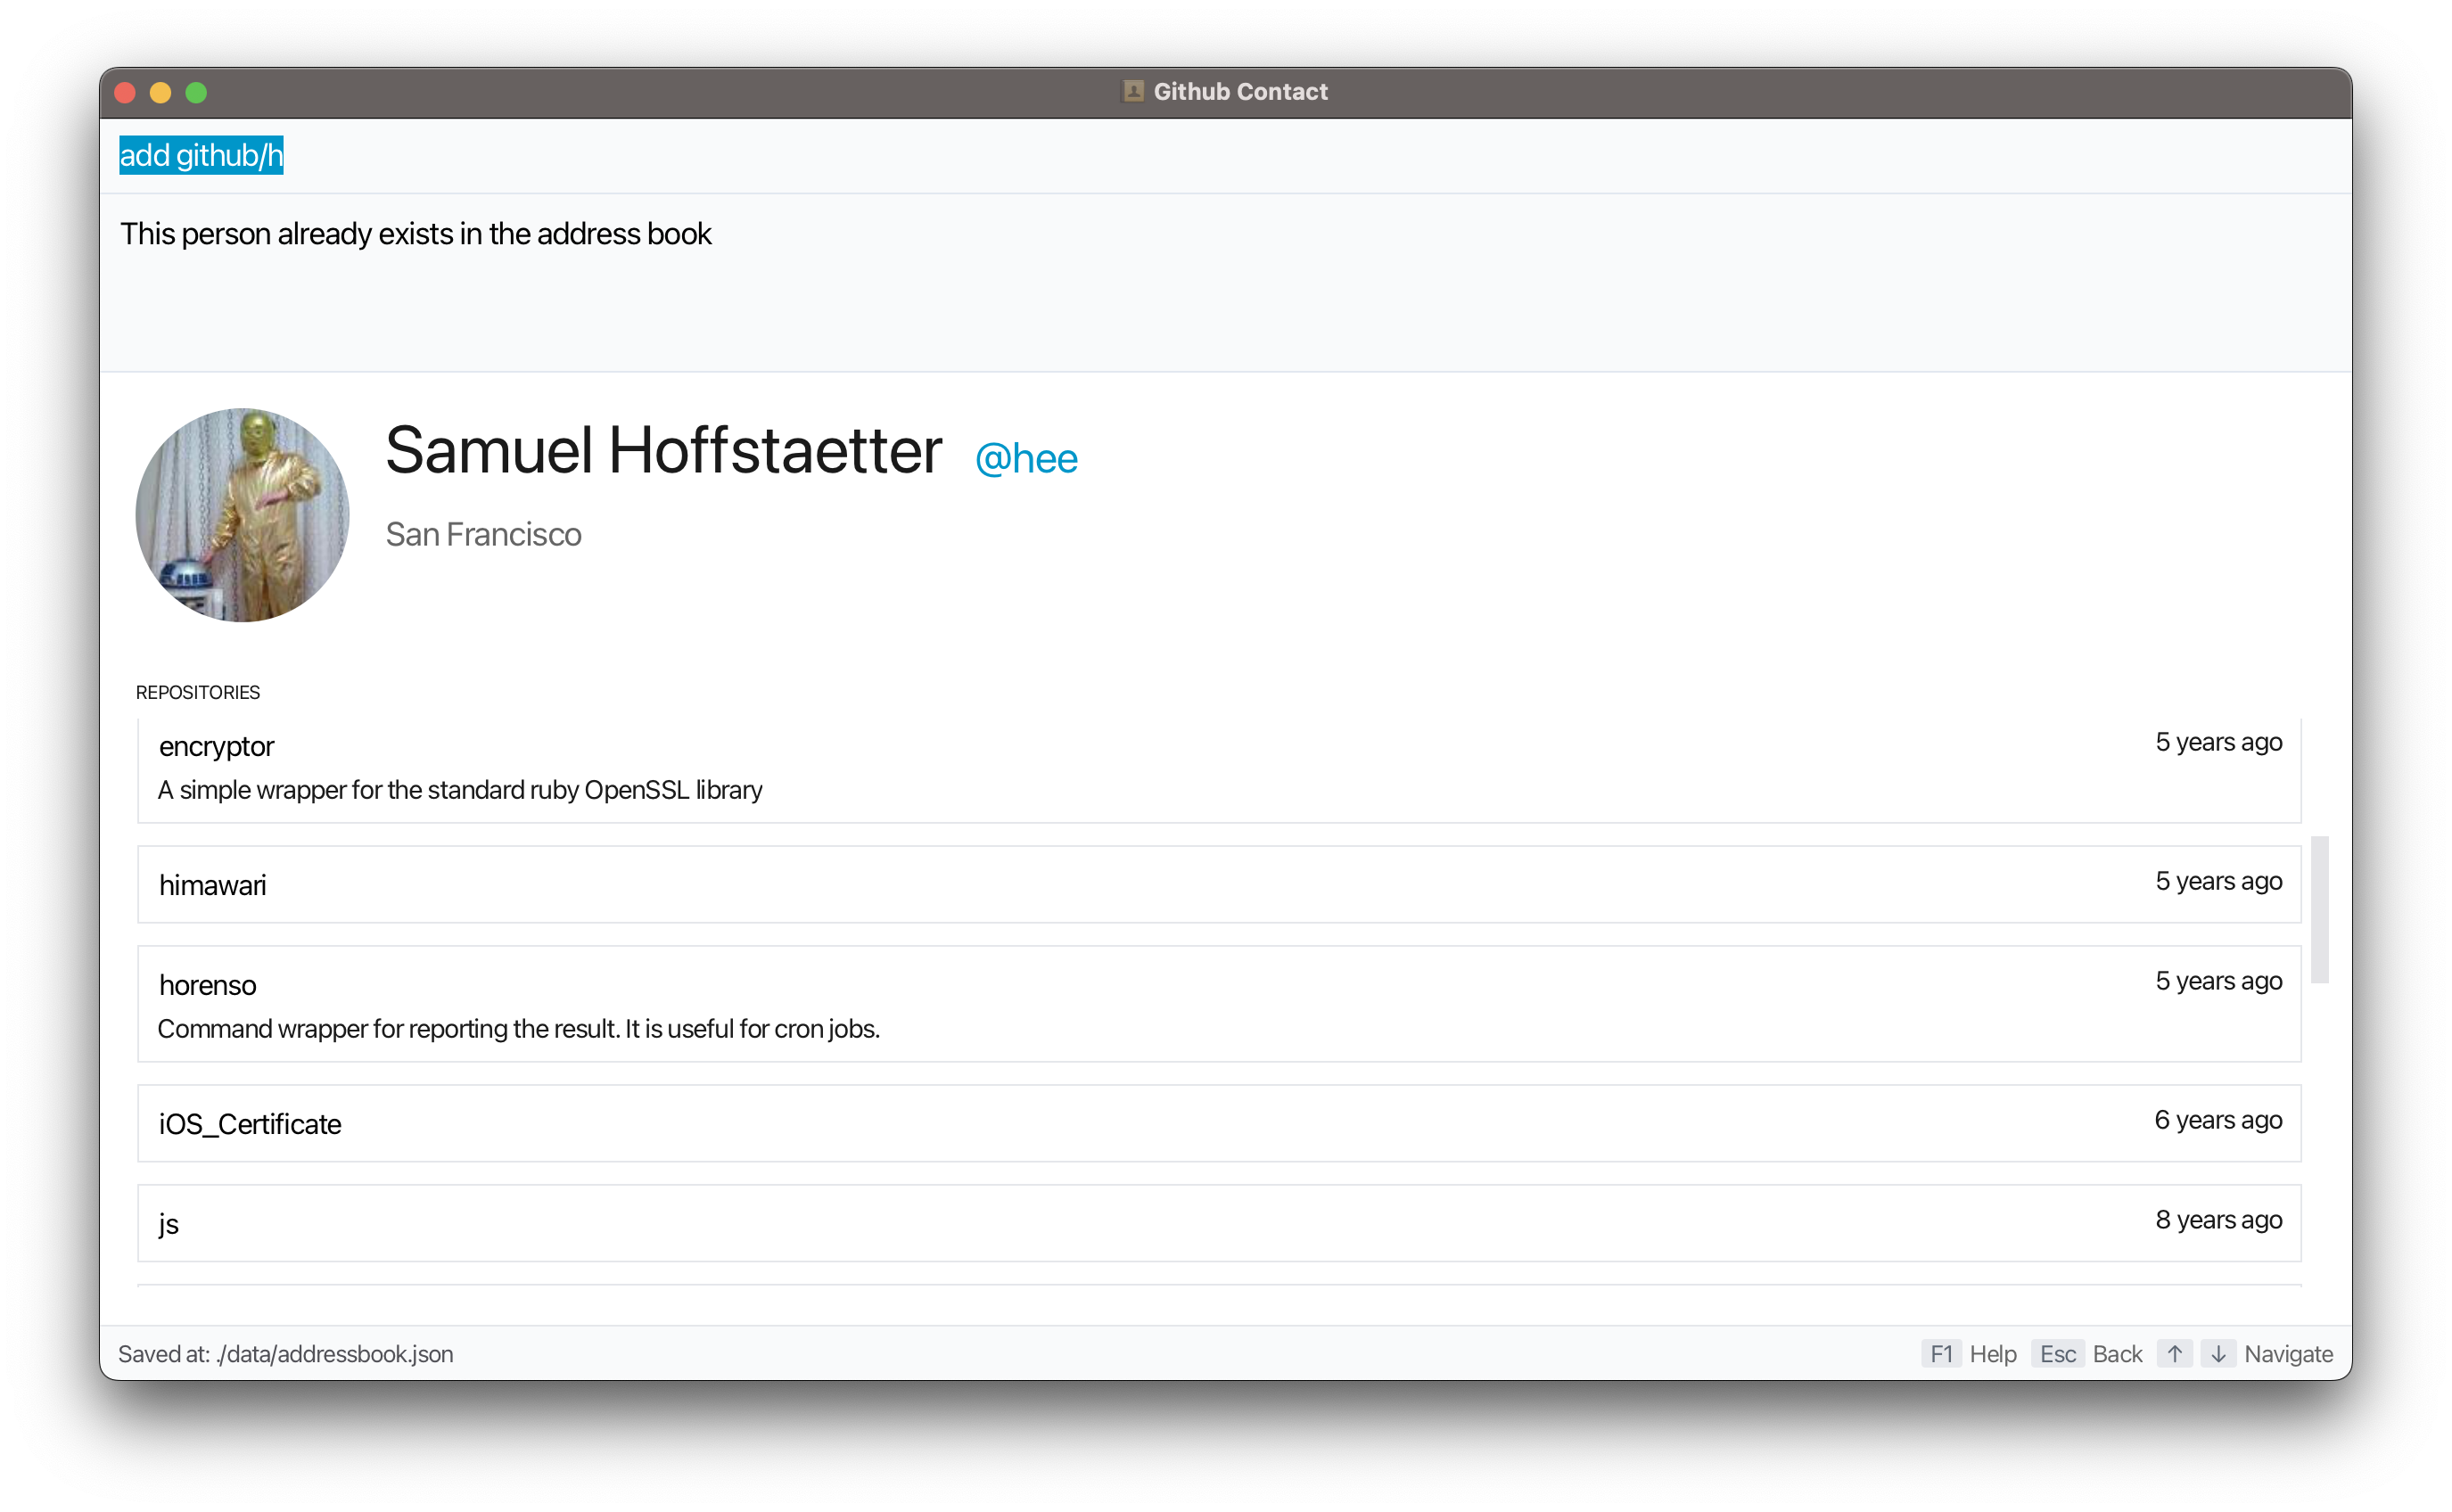 Github Contact
add github/h
This person already exists in the address book
Samuel Hoffstaetter @hee
San Francisco
REPOSITORIES
encryptor 5 years ago
A simple wrapper for the standard ruby OpenSSL library
himawari 5 years ago
horenso 5 years ago
Command wrapper for reporting the result. It is useful for cron jobs.
iOS_Certificate 6 years ago
js 8 years ago
Saved at: ./data/addressbook.json F1 Help Esc Back ↑ ↓ Navigate